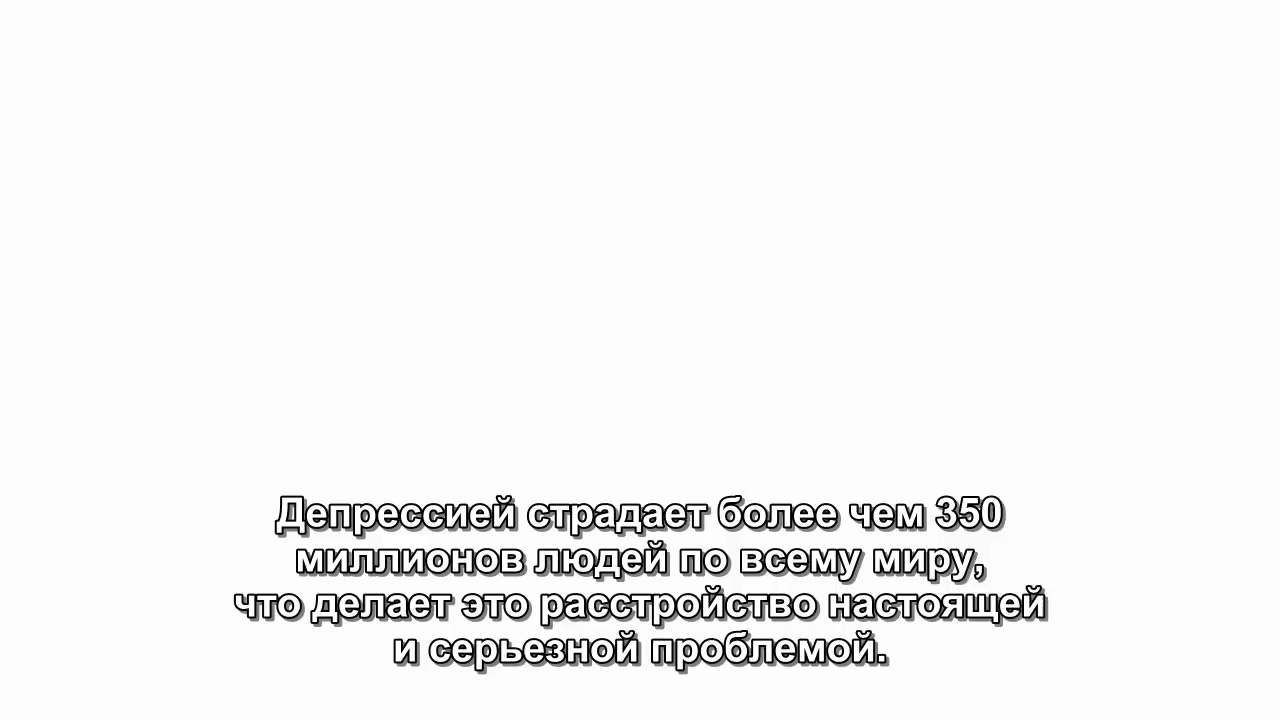 Депрессией страдает более чем 350
миллионов людей по всему миру,
что делает это расстройство настоящей
и серьезной проблемой.